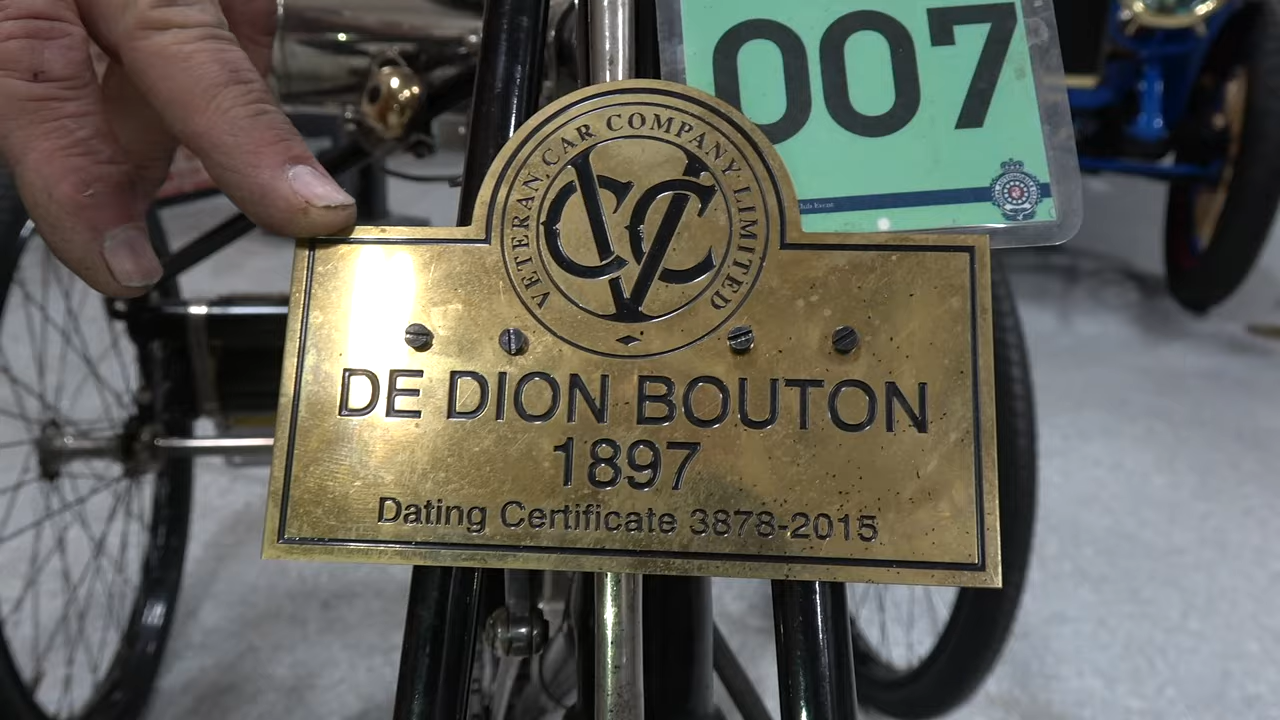 007
VETERAN CAR COMPANY LIMITED
VCC
DE DION BOUTON
1897
Dating Certificate 3878-2015